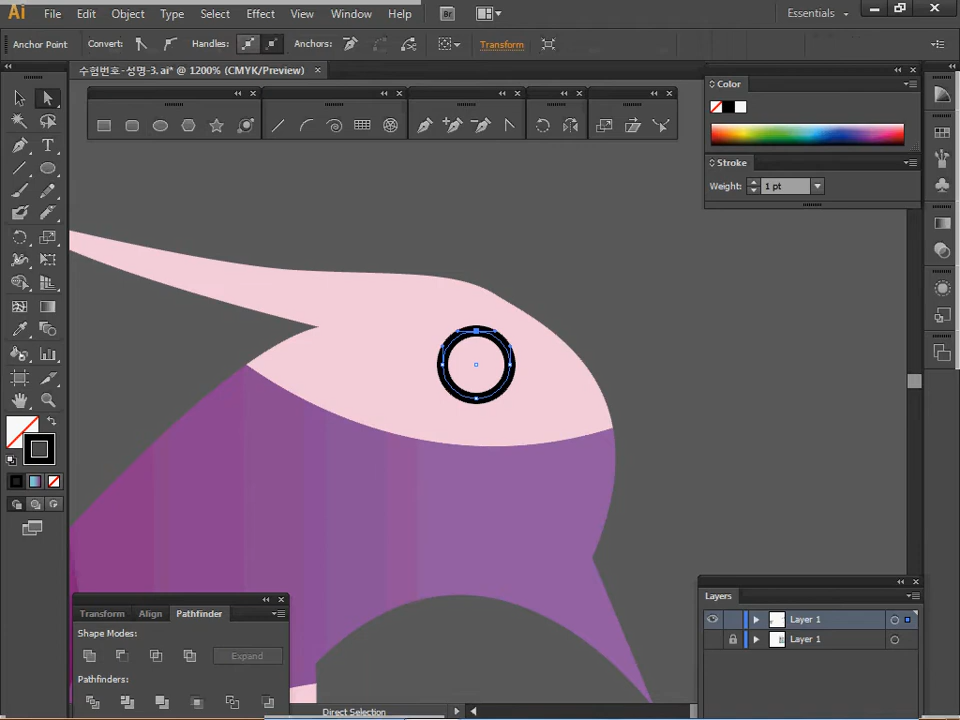 Ai File Edit Object Type Select Effect View Window Help Br Essentials
Anchor Point Convert: Handles: Anchors: Transform
수험번호-성명-3.ai* @ 1200% (CMYK/Preview)
Color
Stroke
Weight: 1 pt
Transform Align Pathfinder
Shape Modes:
Expand
Pathfinders:
Layers
Layer 1
Layer 1
Direct Selection